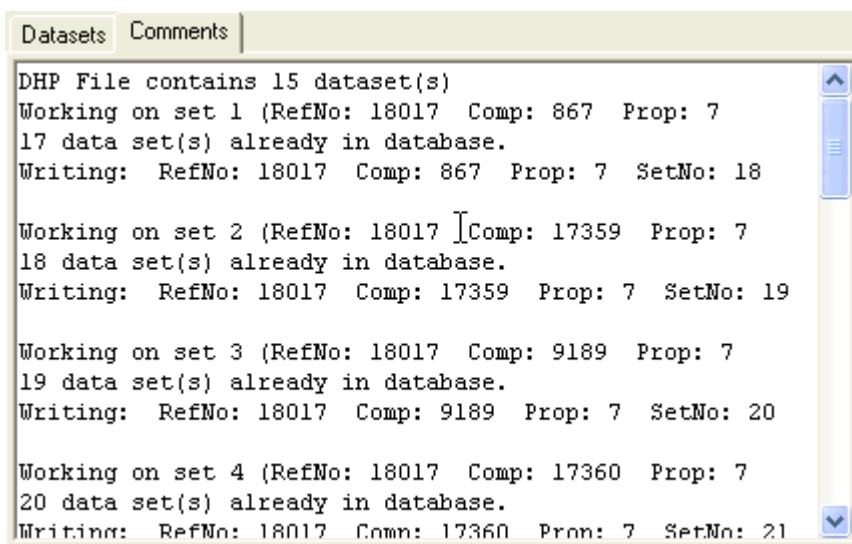 Datasets Comments
DHP File contains 15 dataset(s)
Working on set 1 (RefNo: 18017  Comp: 867  Prop: 7
17 data set(s) already in database.
Writing:  RefNo: 18017  Comp: 867  Prop: 7  SetNo: 18
Working on set 2 (RefNo: 18017  Comp: 17359  Prop: 7
18 data set(s) already in database.
Writing:  RefNo: 18017  Comp: 17359  Prop: 7  SetNo: 19
Working on set 3 (RefNo: 18017  Comp: 9189  Prop: 7
19 data set(s) already in database.
Writing:  RefNo: 18017  Comp: 9189  Prop: 7  SetNo: 20
Working on set 4 (RefNo: 18017  Comp: 17360  Prop: 7
20 data set(s) already in database.
Writing:  RefNo: 18017  Comp: 17360  Prop: 7  SetNo: 21